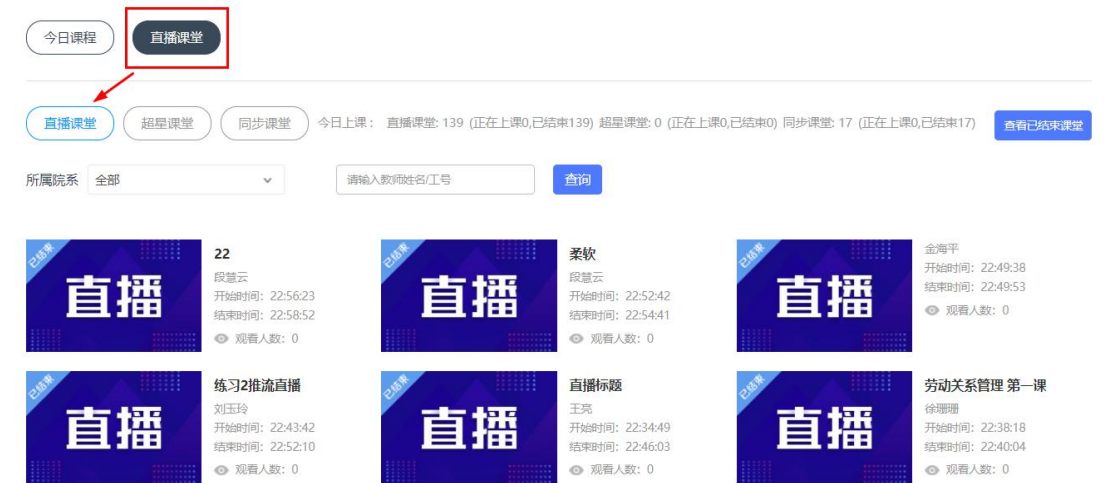 今日课程 直播课堂
直播课堂 超星课堂 同步课堂 今日上课： 直播课堂: 139 (正在上课0,已结束139) 超星课堂: 0 (正在上课0,已结束0) 同步课堂: 17 (正在上课0,已结束17) 查看已结束课堂
所属院系 全部 请输入教师姓名/工号 查询
已结束
直播
22
段慧云
开始时间：22:56:23
结束时间：22:58:52
观看人数：0
已结束
直播
柔软
段慧云
开始时间：22:52:42
结束时间：22:54:41
观看人数：0
已结束
直播
金海平
开始时间：22:49:38
结束时间：22:49:53
观看人数：0
已结束
直播
练习2推流直播
刘玉玲
开始时间：22:43:42
结束时间：22:52:10
观看人数：0
已结束
直播
直播标题
王亮
开始时间：22:34:49
结束时间：22:46:03
观看人数：0
已结束
直播
劳动关系管理 第一课
徐珊珊
开始时间：22:38:18
结束时间：22:40:04
观看人数：0